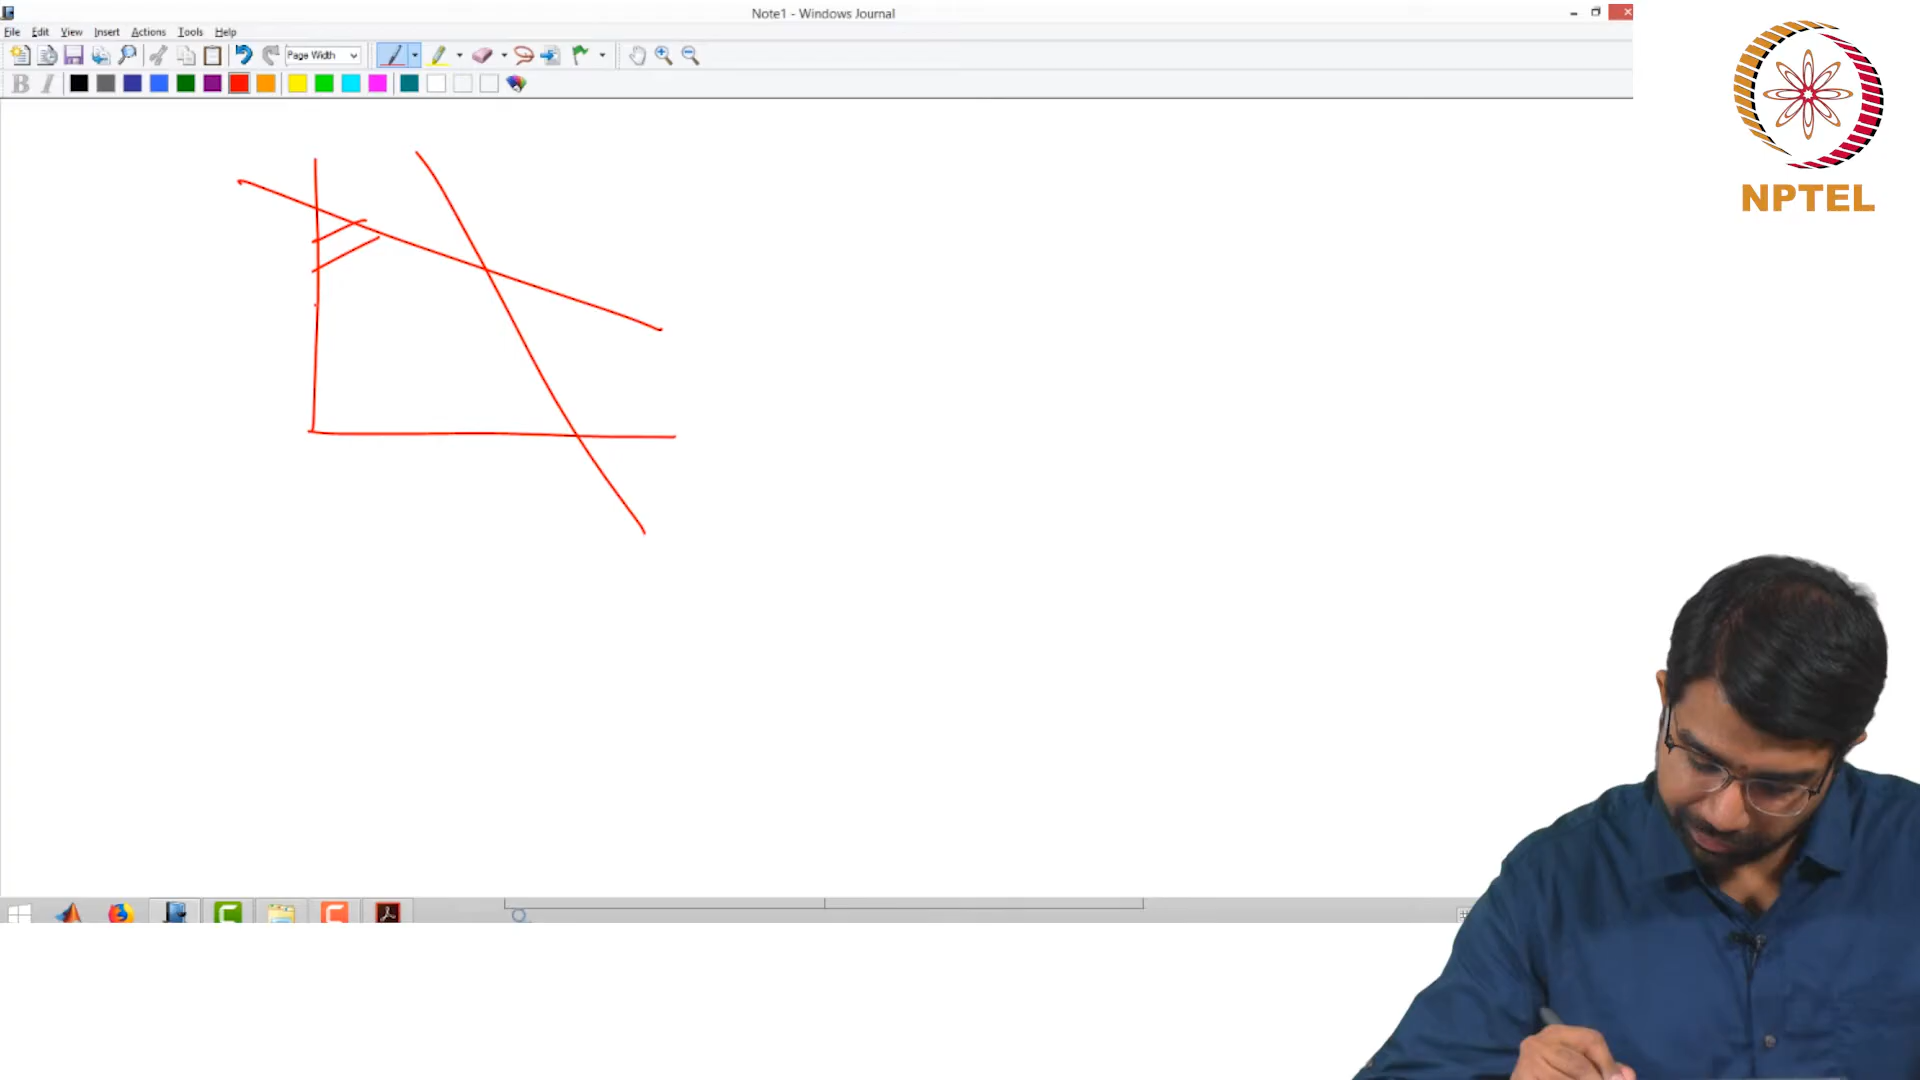 Note1 - Windows Journal
File Edit View Insert Actions Tools Help
Page Width
B I
NPTEL